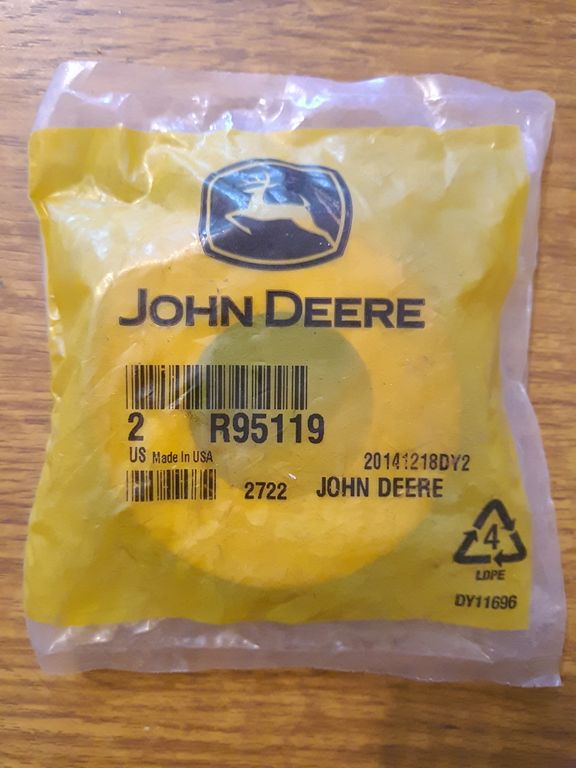 JOHN DEERE
2 R95119
US Made In USA
20141218DY2
2722 JOHN DEERE
4
LDPE
DY11696